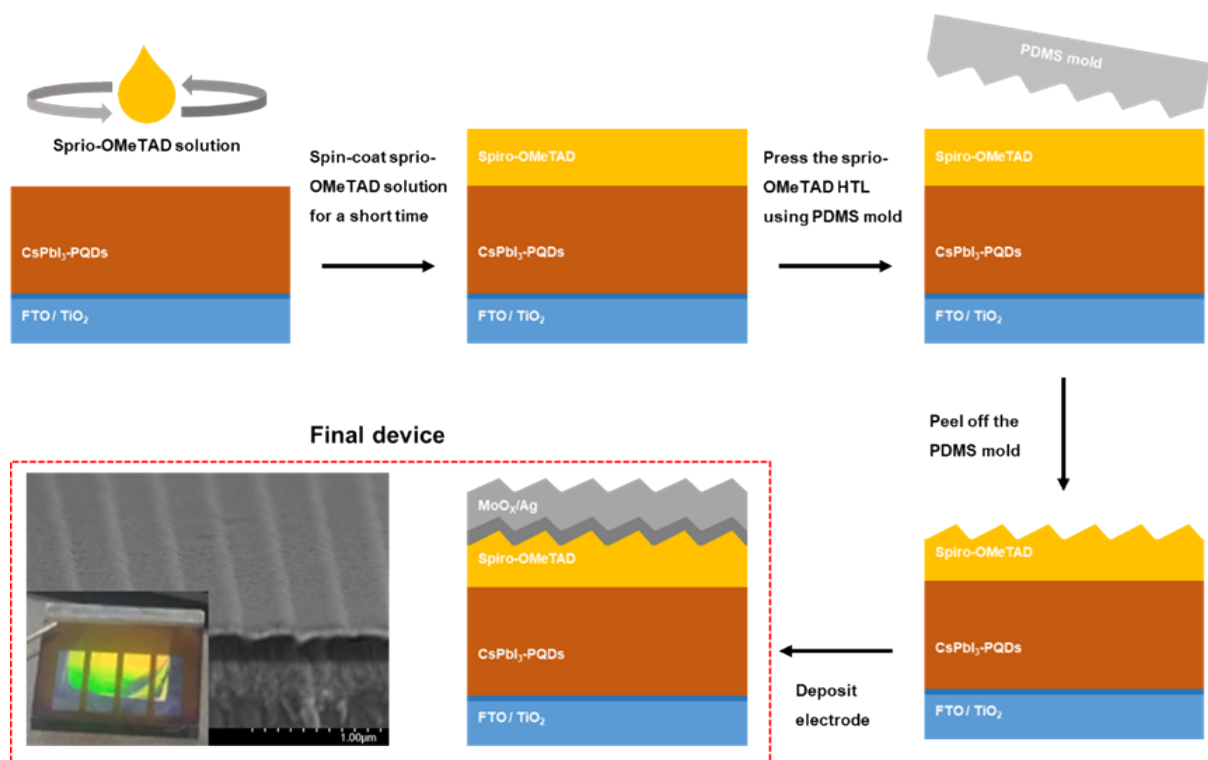 Sprio-OMeTAD solution
CsPbI₃-PQDs
FTO/ TiO₂
Spin-coat sprio-
OMeTAD solution
for a short time
Spiro-OMeTAD
CsPbI₃-PQDs
FTO/ TiO₂
Press the sprio-
OMeTAD HTL
using PDMS mold
PDMS mold
Spiro-OMeTAD
CsPbI₃-PQDs
FTO/ TiO₂
Peel off the
PDMS mold
Spiro-OMeTAD
CsPbI₃-PQDs
FTO/ TiO₂
Deposit
electrode
Final device
1.00μm
MoOₓ/Ag
Spiro-OMeTAD
CsPbI₃-PQDs
FTO/ TiO₂